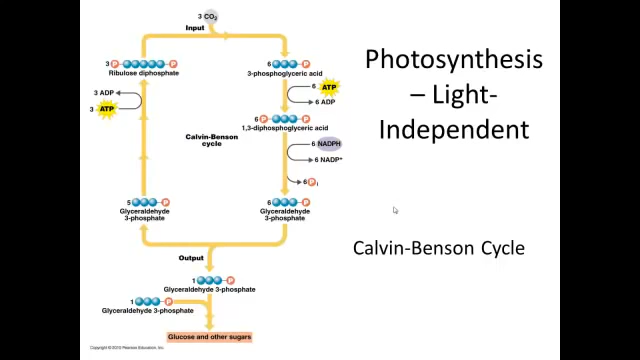 3 CO2
Input
3 P P
Ribulose diphosphate
6 P
3-phosphoglyceric acid
6 ATP
6 ADP
3 ADP
3 ATP
6 P P
1,3-diphosphoglyceric acid
Calvin-Benson
cycle
6 NADPH
6 NADP+
6 P i
5 P
Glyceraldehyde
3-phosphate
6 P
Glyceraldehyde
3-phosphate
Output
1 P
Glyceraldehyde 3-phosphate
1 P
Glyceraldehyde 3-phosphate
Glucose and other sugars
Copyright © 2010 Pearson Education, Inc.
Photosynthesis
– Light-
Independent
Calvin-Benson Cycle